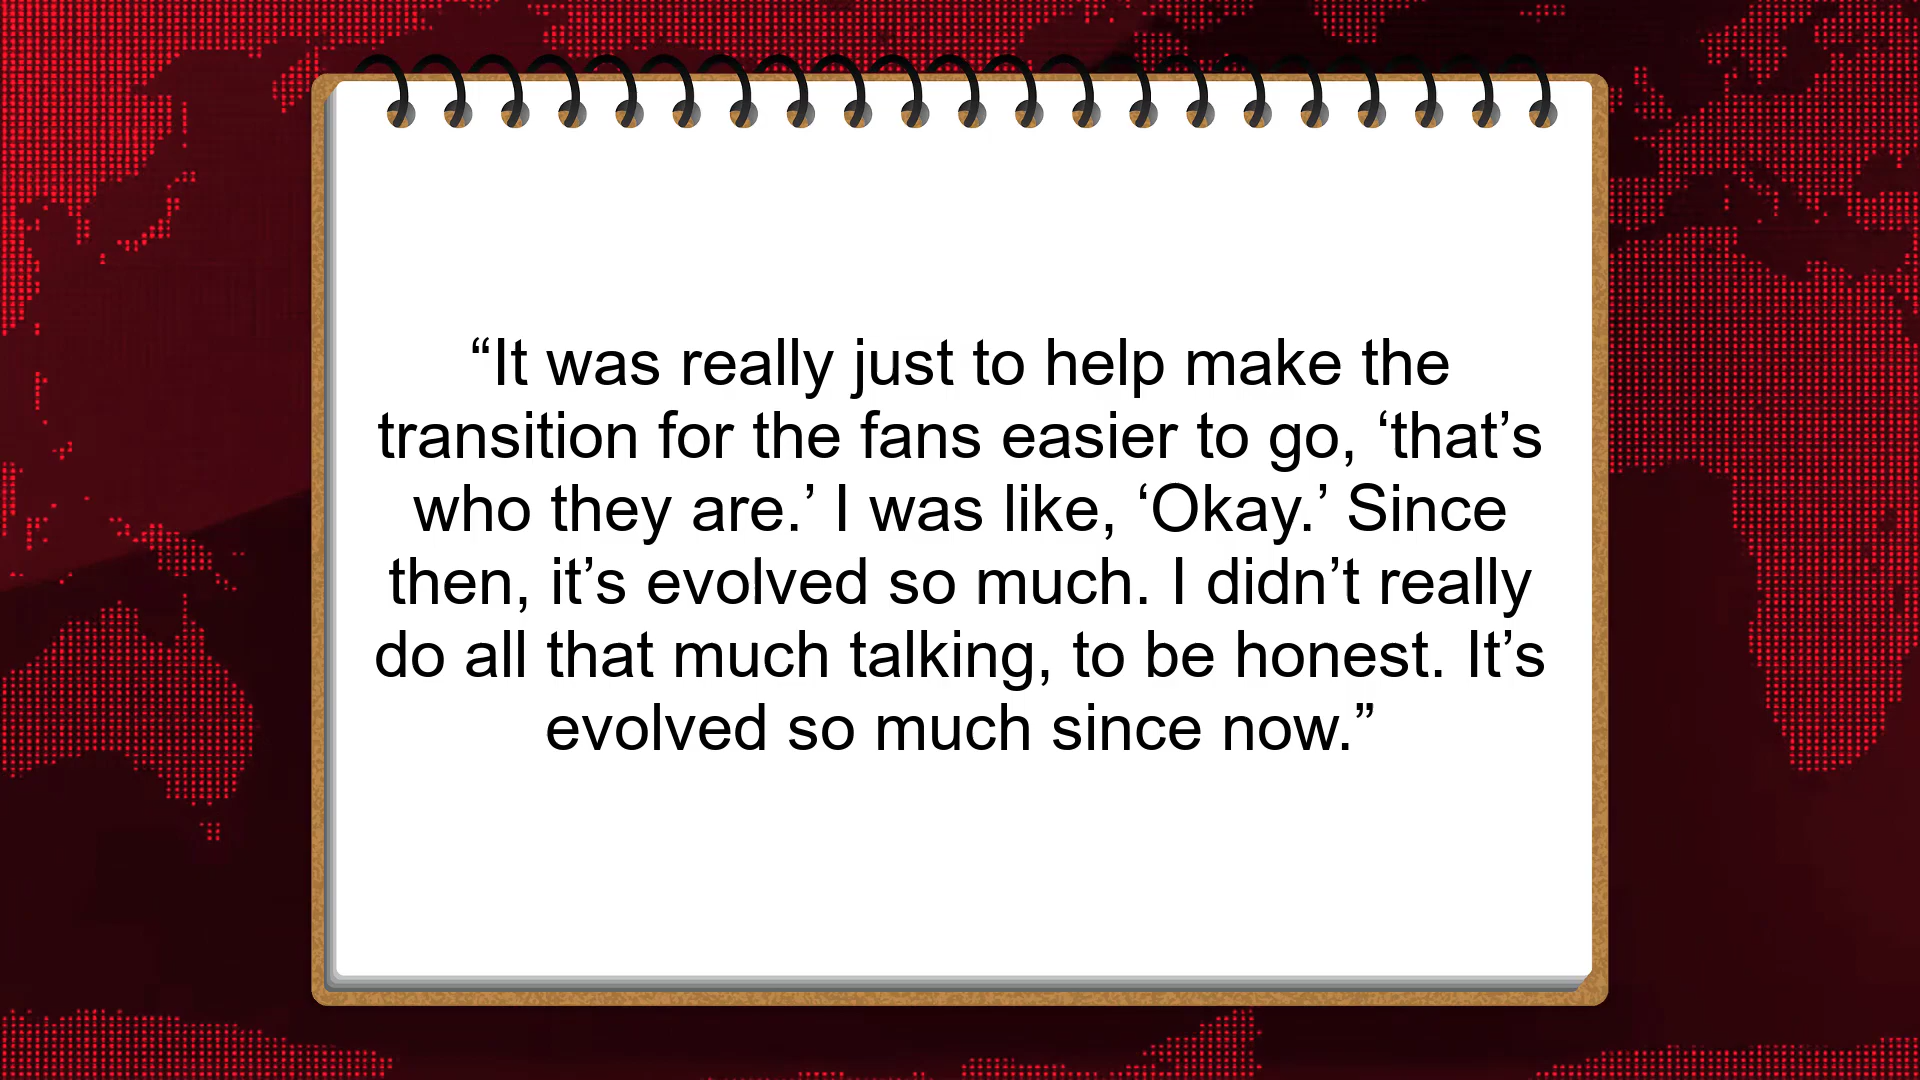 “It was really just to help make the
transition for the fans easier to go, ‘that’s
who they are.’ I was like, ‘Okay.’ Since
then, it’s evolved so much. I didn’t really
do all that much talking, to be honest. It’s
evolved so much since now.”